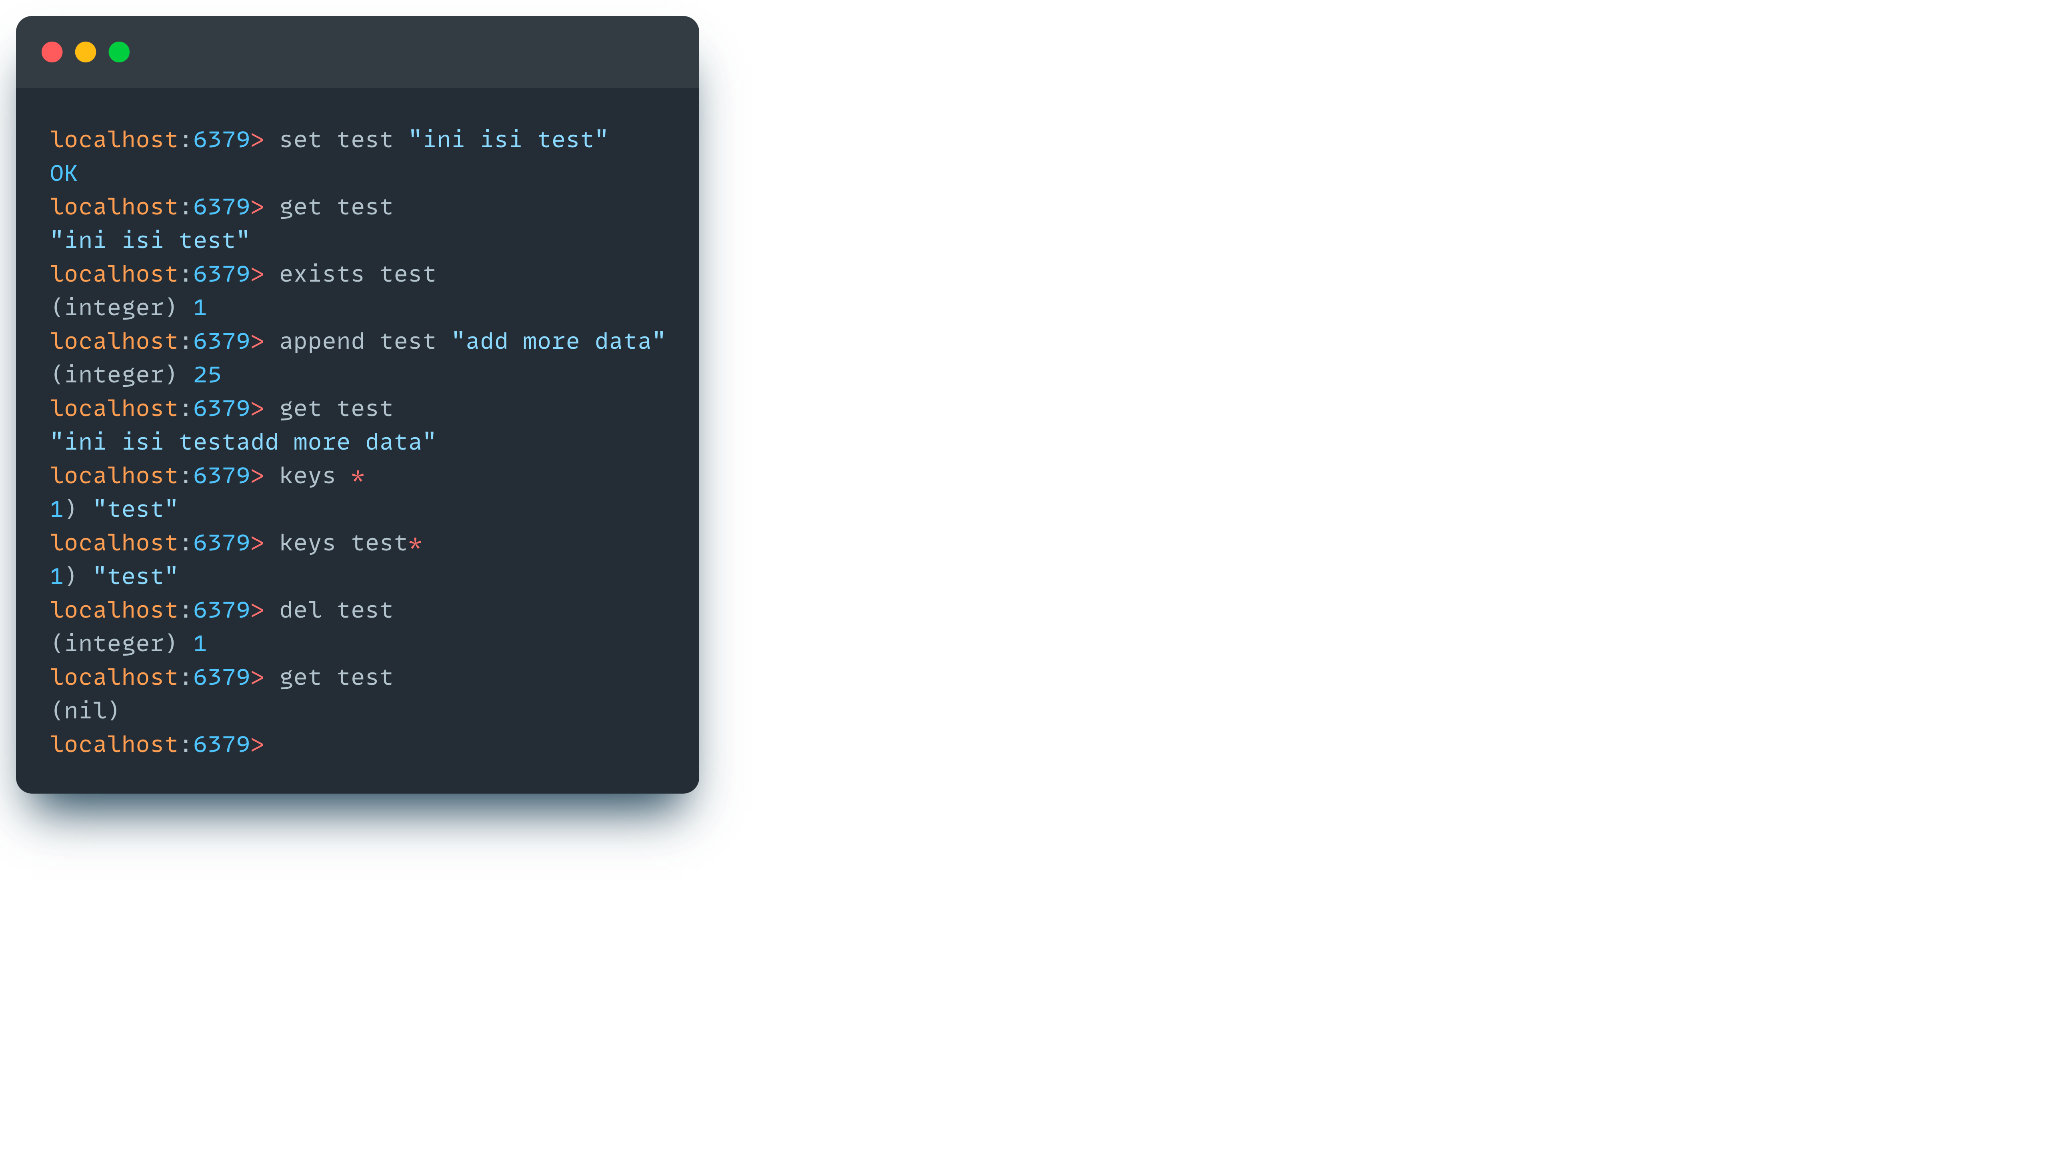 localhost:6379> set test "ini isi test"
OK
localhost:6379> get test
"ini isi test"
localhost:6379> exists test
(integer) 1
localhost:6379> append test "add more data"
(integer) 25
localhost:6379> get test
"ini isi testadd more data"
localhost:6379> keys *
1) "test"
localhost:6379> keys test*
1) "test"
localhost:6379> del test
(integer) 1
localhost:6379> get test
(nil)
localhost:6379>